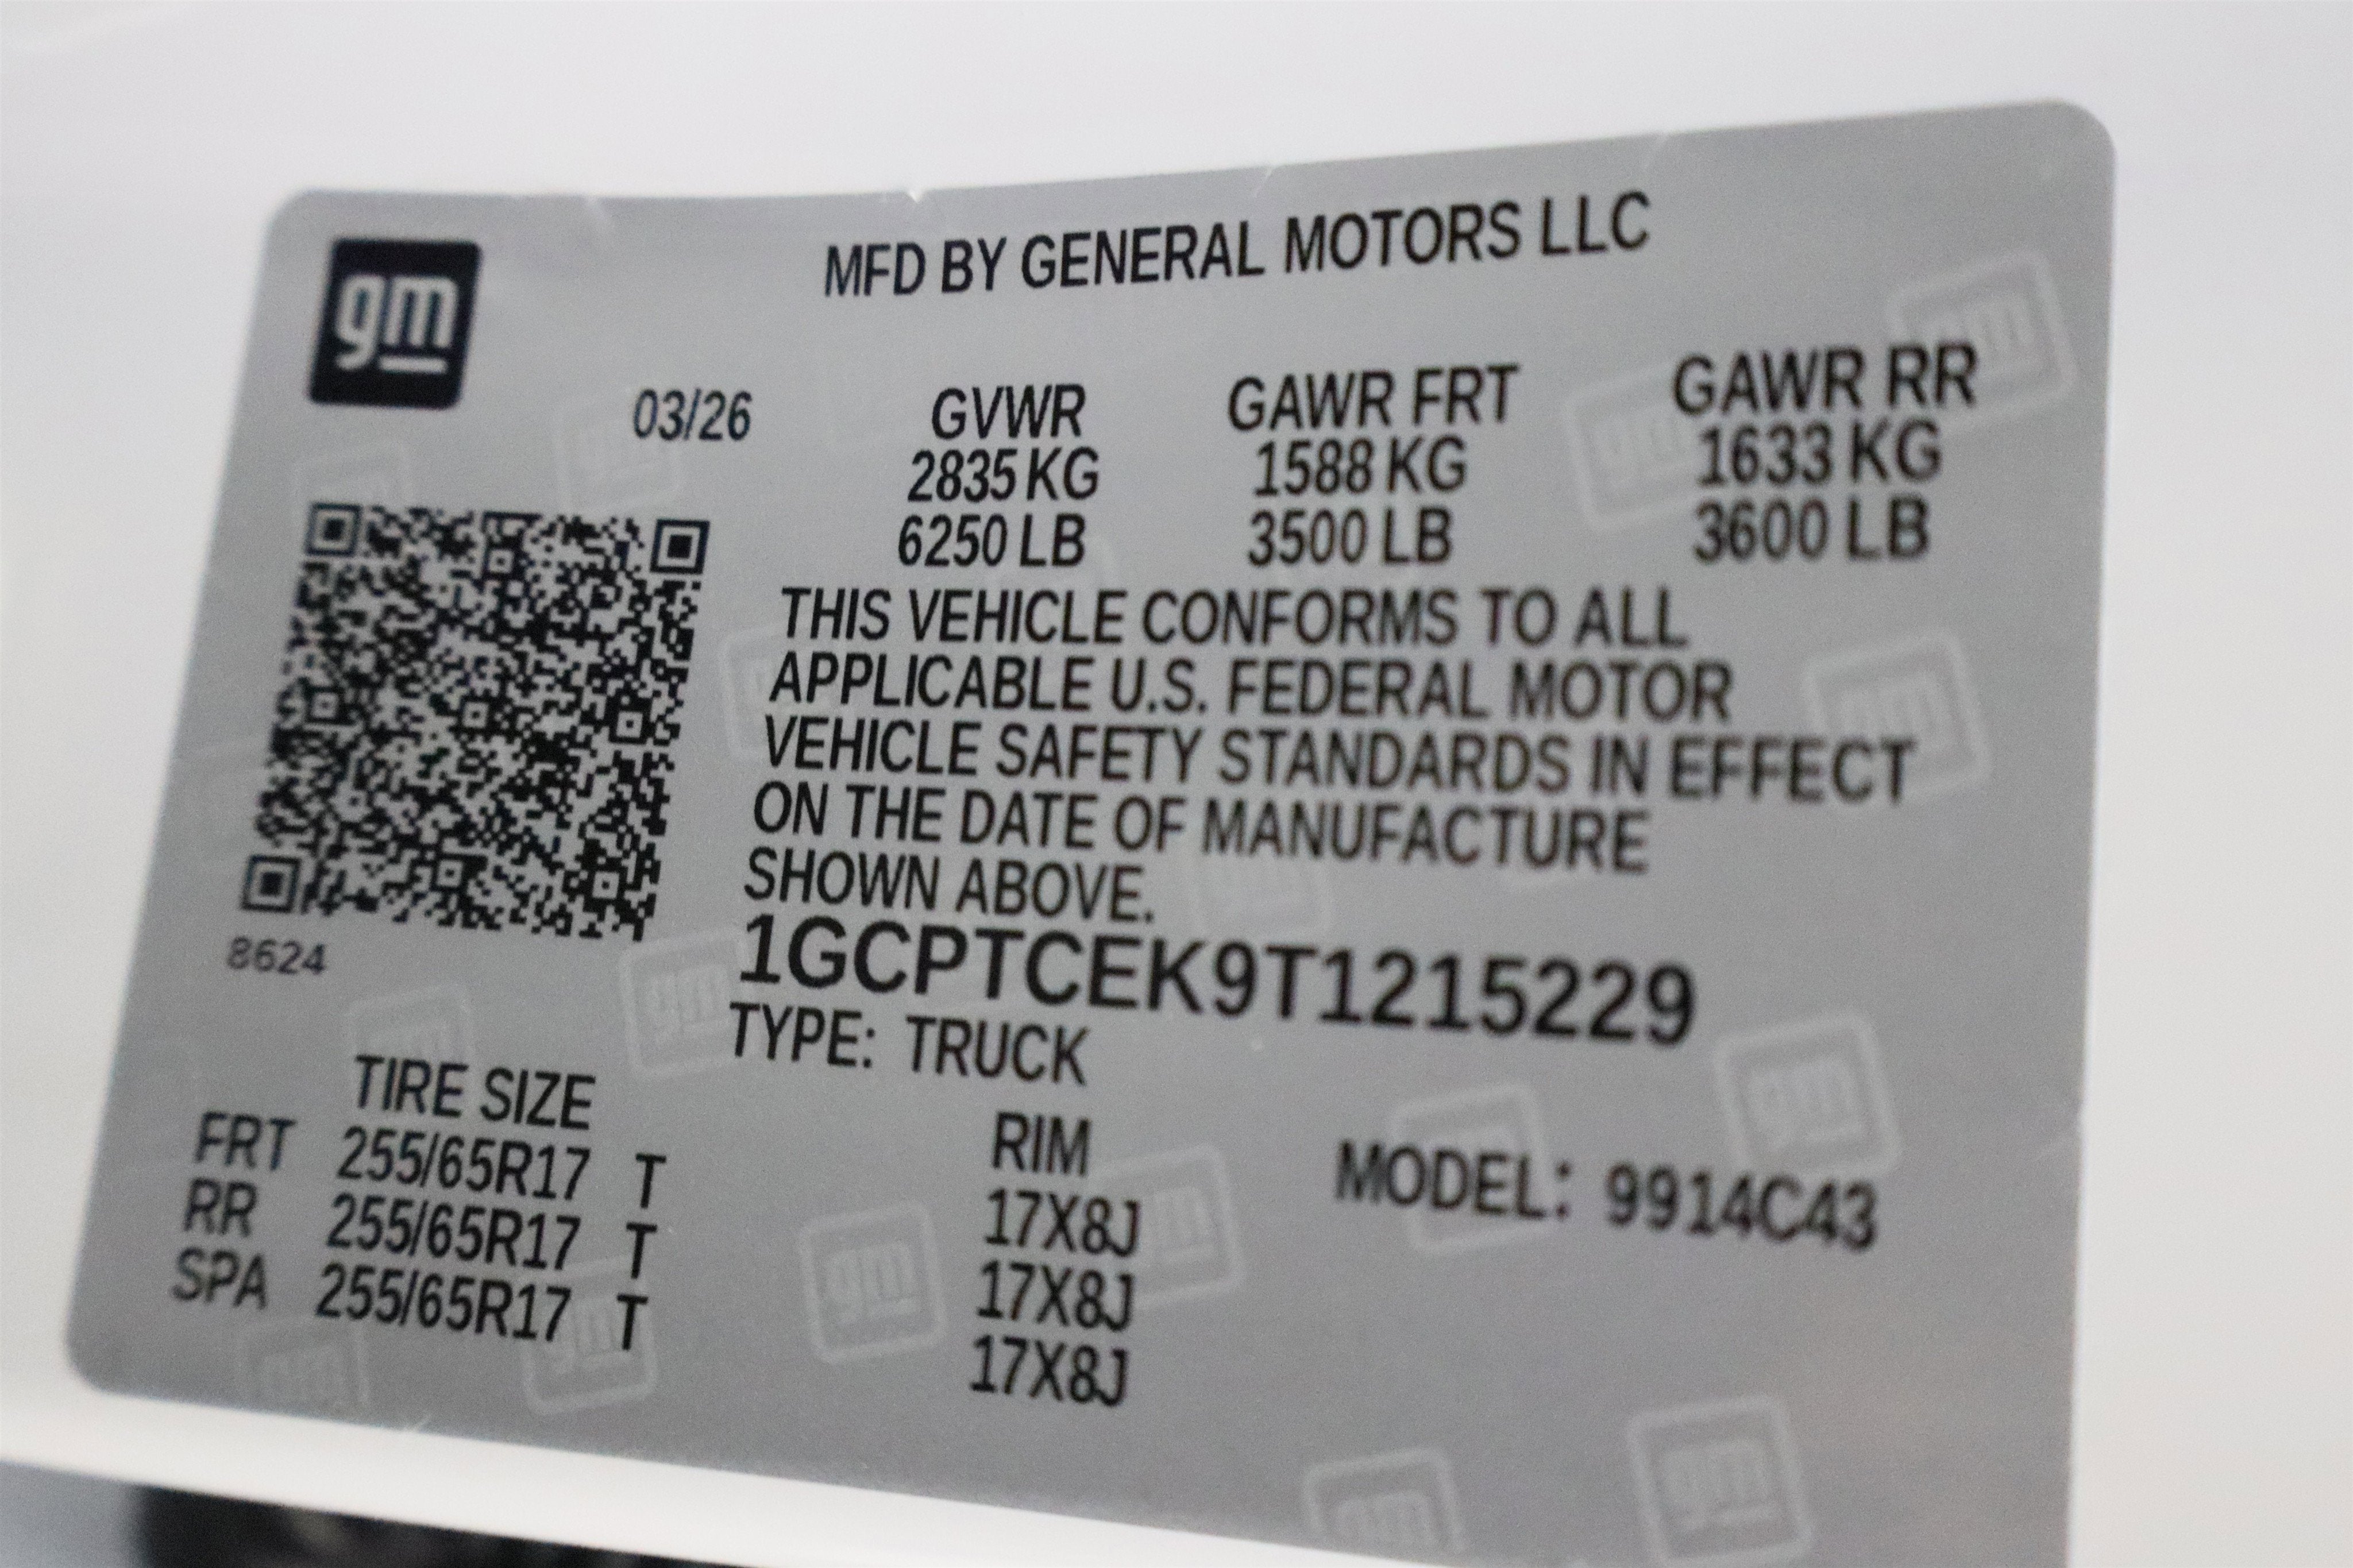 gm
MFD BY GENERAL MOTORS LLC
03/26 GVWR GAWR FRT GAWR RR
2835 KG 1588 KG 1633 KG
6250 LB 3500 LB 3600 LB
THIS VEHICLE CONFORMS TO ALL
APPLICABLE U.S. FEDERAL MOTOR
VEHICLE SAFETY STANDARDS IN EFFECT
ON THE DATE OF MANUFACTURE
SHOWN ABOVE.
8624
1GCPTCEK9T1215229
TYPE: TRUCK
TIRE SIZE RIM MODEL: 9914C43
FRT 255/65R17 T 17X8J
RR 255/65R17 T 17X8J
SPA 255/65R17 T 17X8J